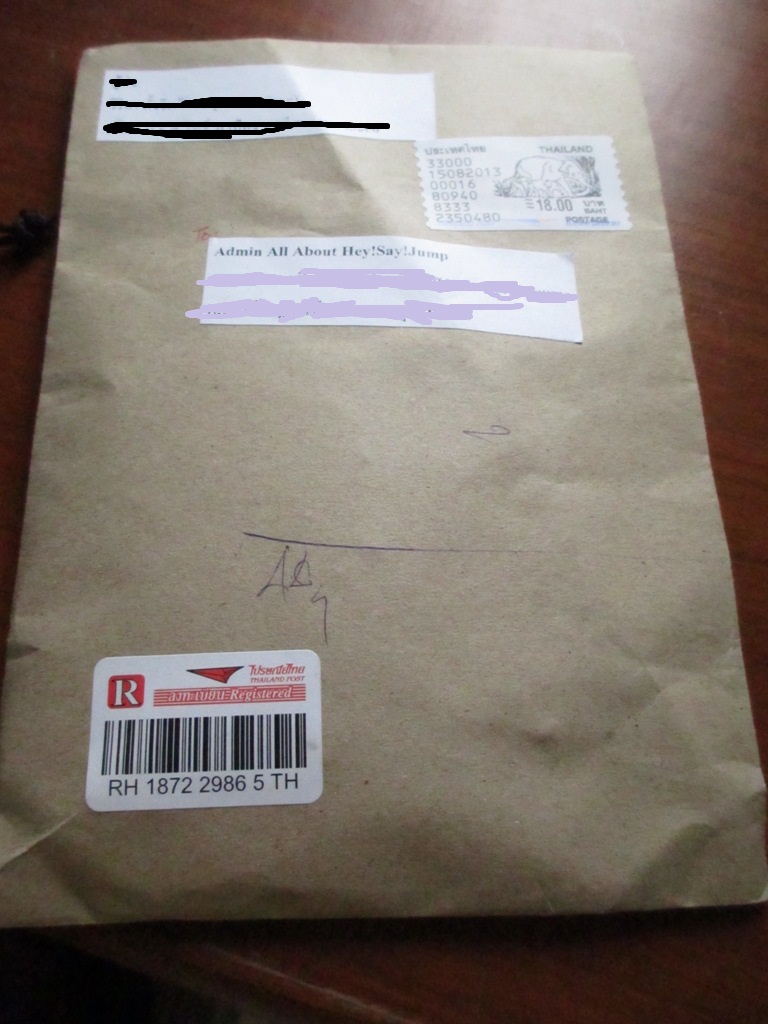 ประเทศไทย THAILAND
33000
15082013
00016
80940
8333
2350480
=18.00 บาท
BAHT
POSTAGE
To
Admin All About Hey!Say!Jump
R
ไปรษณีย์ไทย
THAILAND POST
ลงทะเบียน Registered
RH 1872 2986 5 TH